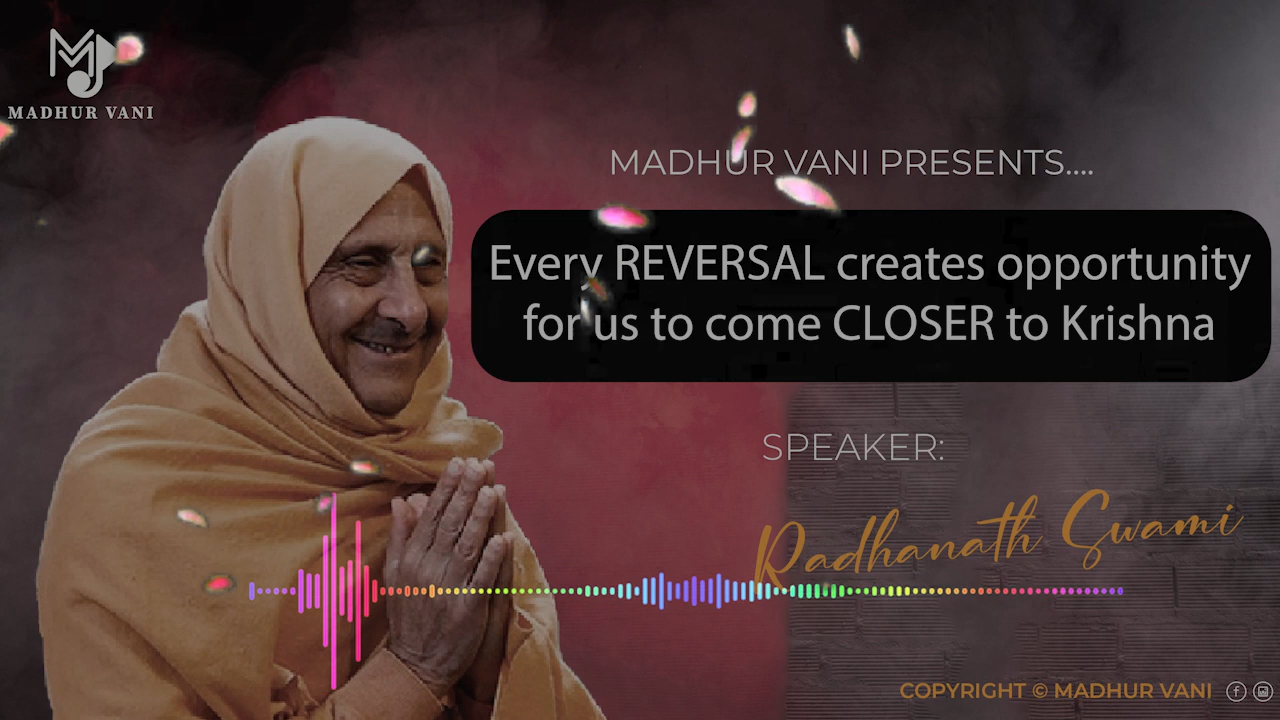 MJ
MADHUR VANI
MADHUR VANI PRESENTS....
Every REVERSAL creates opportunity
for us to come CLOSER to Krishna
SPEAKER:
Radhanath Swami
COPYRIGHT © MADHUR VANI